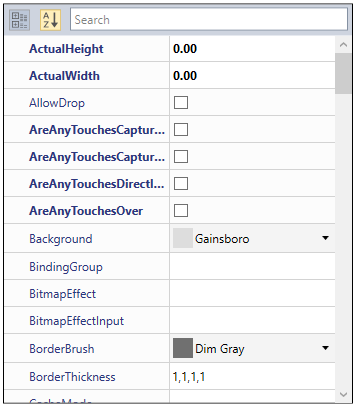 A
Z
Search
ActualHeight 0.00
ActualWidth 0.00
AllowDrop
AreAnyTouchesCaptur...
AreAnyTouchesCaptur...
AreAnyTouchesDirectl...
AreAnyTouchesOver
Background Gainsboro
BindingGroup
BitmapEffect
BitmapEffectInput
BorderBrush Dim Gray
BorderThickness 1,1,1,1
CacheMode